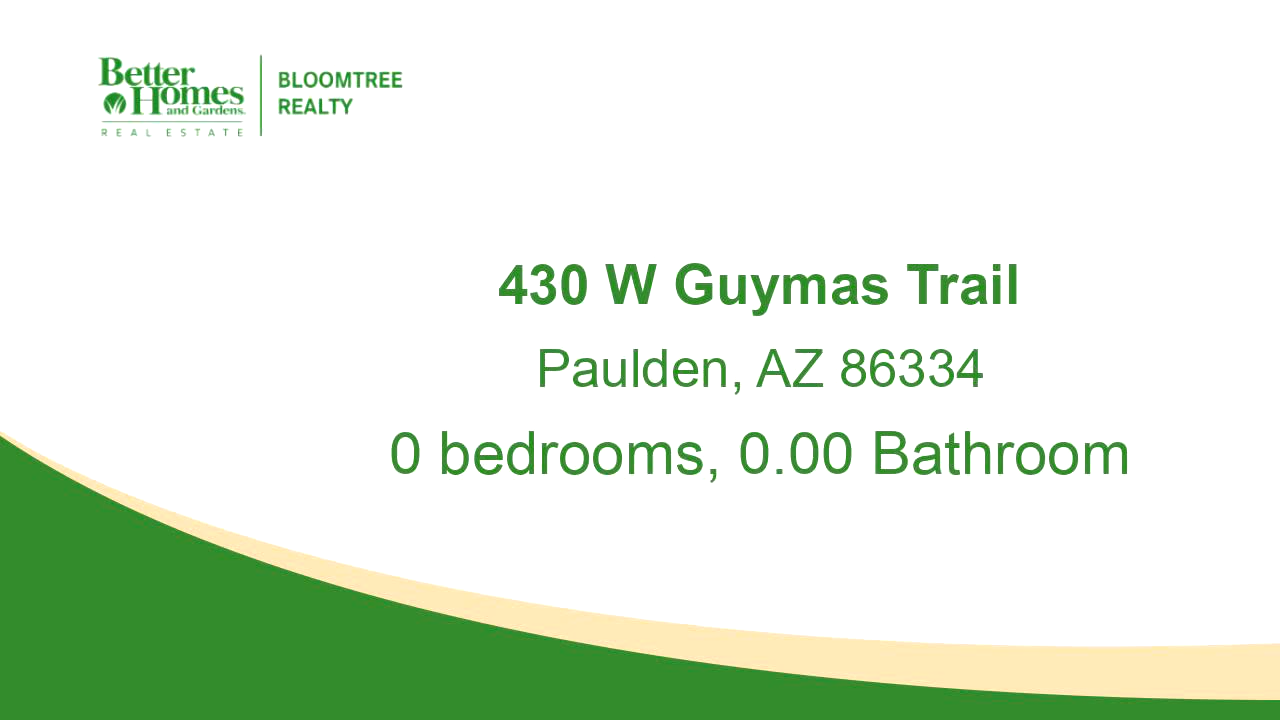 Better
Homes
and Gardens.
REAL ESTATE
BLOOMTREE
REALTY
430 W Guymas Trail
Paulden, AZ 86334
0 bedrooms, 0.00 Bathroom